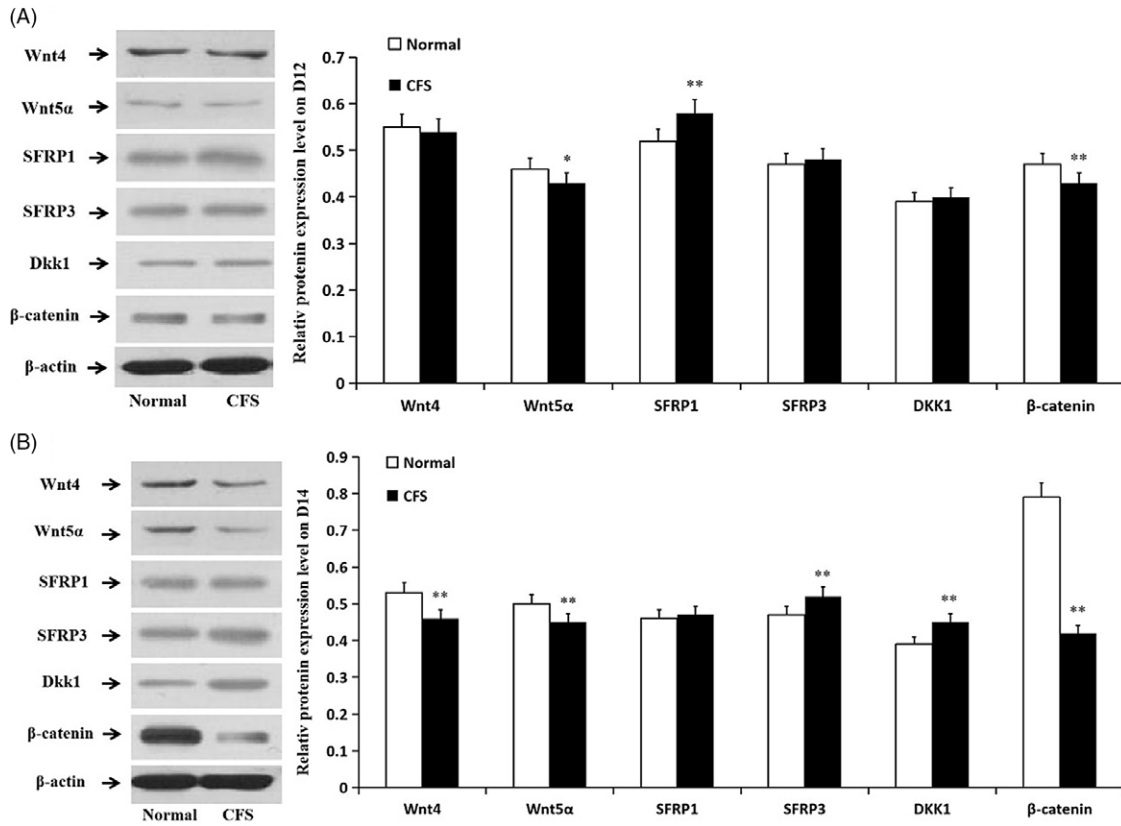 (A)
Wnt4
Wnt5α
SFRP1
SFRP3
Dkk1
β-catenin
β-actin
Normal CFS
Relativ protenin expression level on D12
Normal
CFS
0.7
0.6
0.5
0.4
0.3
0.2
0.1
0
*
**
**
Wnt4 Wnt5α SFRP1 SFRP3 DKK1 β-catenin
(B)
Wnt4
Wnt5α
SFRP1
SFRP3
Dkk1
β-catenin
β-actin
Normal CFS
Relativ protenin expression level on D14
Normal
CFS
0.9
0.8
0.7
0.6
0.5
0.4
0.3
0.2
0.1
0
**
**
**
**
**
Wnt4 Wnt5α SFRP1 SFRP3 DKK1 β-catenin